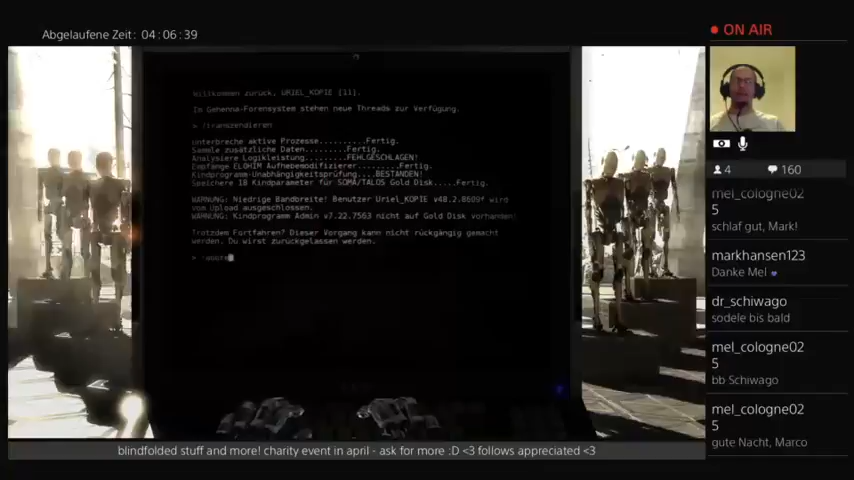 Abgelaufene Zeit: 04:06:39
ON AIR
Willkommen zurück, URIEL_KOPIE [11].
Im Gehenna-Forensystem stehen neue Threads zur Verfügung.
> /transzendieren
unterbreche aktive Prozesse..........Fertig.
Sammle zusätzliche Daten.......Fertig.
Analysiere Logikleistung........FEHLGESCHLAGEN!
Empfange ELOHIM Aufhebemodifizierer.......Fertig.
Kindprogramm-Unabhängigkeitsprüfung....BESTANDEN!
Speichere 18 Kindparameter für SOMA/TALOS Gold Disk.....Fertig.
WARNUNG: Niedrige Bandbreite! Benutzer Uriel_KOPIE v48.2.8609f wird
vom Upload ausgeschlossen.
WARNUNG: Kindprogramm Admin v7.22.7563 nicht auf Gold Disk vorhanden!
Trotzdem Fortfahren? Dieser Vorgang kann nicht rückgängig gemacht
werden. Du wirst zurückgelassen werden.
4
160
mel_cologne02
5
schlaf gut, Mark!
markhansen123
Danke Mel
dr_schiwago
sodele bis bald
mel_cologne02
5
bb Schiwago
mel_cologne02
5
gute Nacht, Marco
blindfolded stuff and more! charity event in april - ask for more :D <3 follows appreciated <3